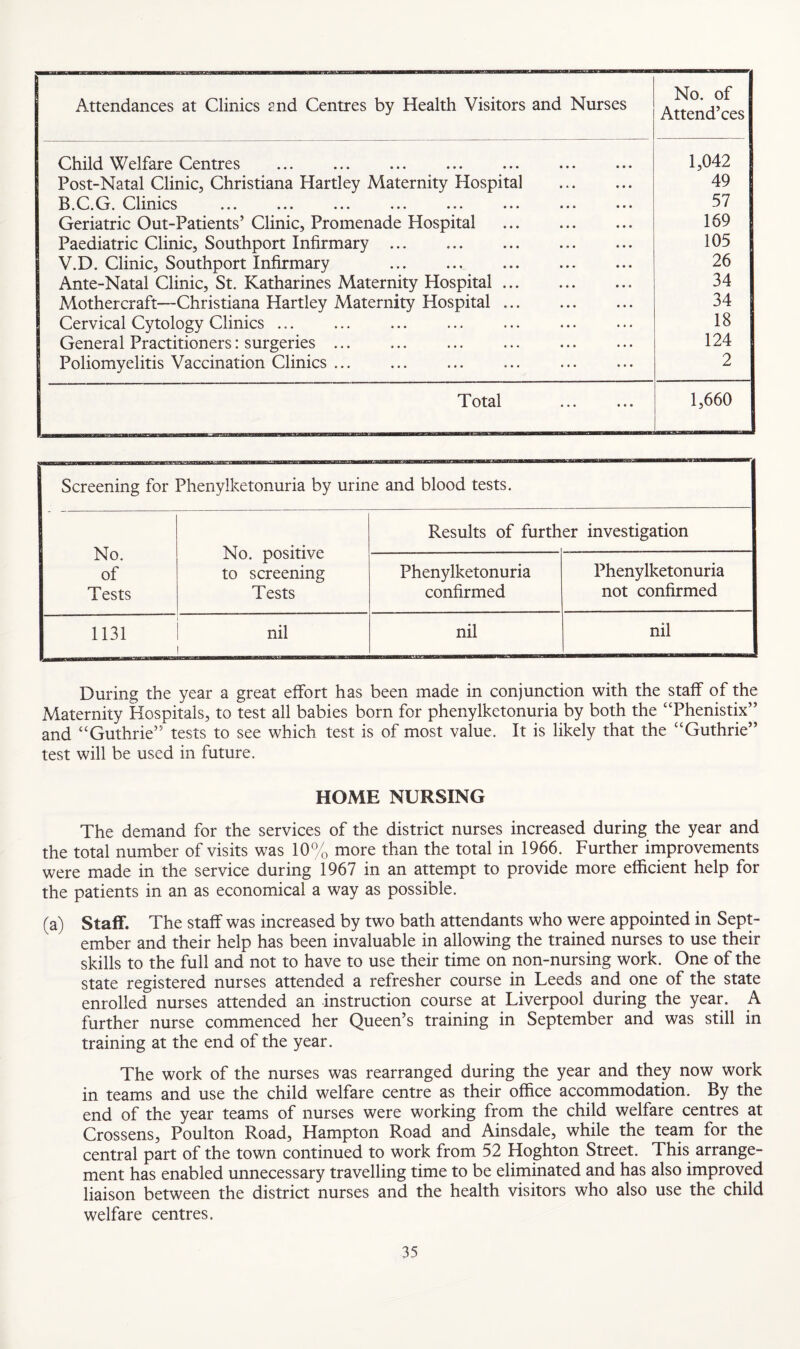 Attendances at Clinics and Centres by Health Visitors and Nurses
No. of
Attend’ces
Child Welfare Centres ... ... ... ... ... ... ... 1,042
Post-Natal Clinic, Christiana Hartley Maternity Hospital ... ... 49
B.C.G. Clinics ... ... ... ... ... ... ... ... 57
Geriatric Out-Patients’ Clinic, Promenade Hospital ... ... ... 169
Paediatric Clinic, Southport Infirmary ... ... ... ... ... 105
V.D. Clinic, Southport Infirmary ... ... ... ... ... 26
Ante-Natal Clinic, St. Katharines Maternity Hospital ... ... ... 34
Mothercraft—Christiana Hartley Maternity Hospital ... ... ... 34
Cervical Cytology Clinics ... ... ... ... ... ... ... 18
General Practitioners: surgeries ... ... ... ... ... ... 124
Poliomyelitis Vaccination Clinics ... ... ... ... ... ... 2
Total ... ... 1,660
Screening for Phenylketonuria by urine and blood tests.
No.
of
Tests
No. positive
to screening
Tests
Results of further investigation
Phenylketonuria
confirmed
Phenylketonuria
not confirmed
1131 nil nil nil
During the year a great effort has been made in conjunction with the staff of the
Maternity Hospitals, to test all babies born for phenylketonuria by both the “Phenistix”
and “Guthrie” tests to see which test is of most value. It is likely that the “Guthrie”
test will be used in future.
HOME NURSING
The demand for the services of the district nurses increased during the year and
the total number of visits was 10% more than the total in 1966. Further improvements
were made in the service during 1967 in an attempt to provide more efficient help for
the patients in an as economical a way as possible.
(a) Staff. The staff was increased by two bath attendants who were appointed in Sept-
ember and their help has been invaluable in allowing the trained nurses to use their
skills to the full and not to have to use their time on non-nursing work. One of the
state registered nurses attended a refresher course in Leeds and one of the state
enrolled nurses attended an instruction course at Liverpool during the year. A
further nurse commenced her Queen’s training in September and was still in
training at the end of the year.
The work of the nurses was rearranged during the year and they now work
in teams and use the child welfare centre as their office accommodation. By the
end of the year teams of nurses were working from the child welfare centres at
Crossens, Poulton Road, Hampton Road and Ainsdale, while the team for the
central part of the town continued to work from 52 Hoghton Street. This arrange-
ment has enabled unnecessary travelling time to be eliminated and has also improved
liaison between the district nurses and the health visitors who also use the child
welfare centres.
35